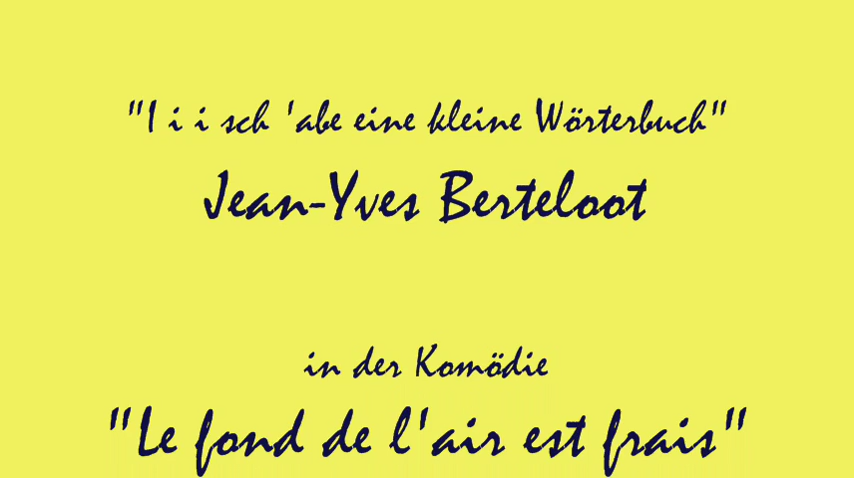 "I i i sch 'abe eine kleine Wörterbuch"
Jean-Yves Berteloot
in der Komödie
"Le fond de l'air est frais"